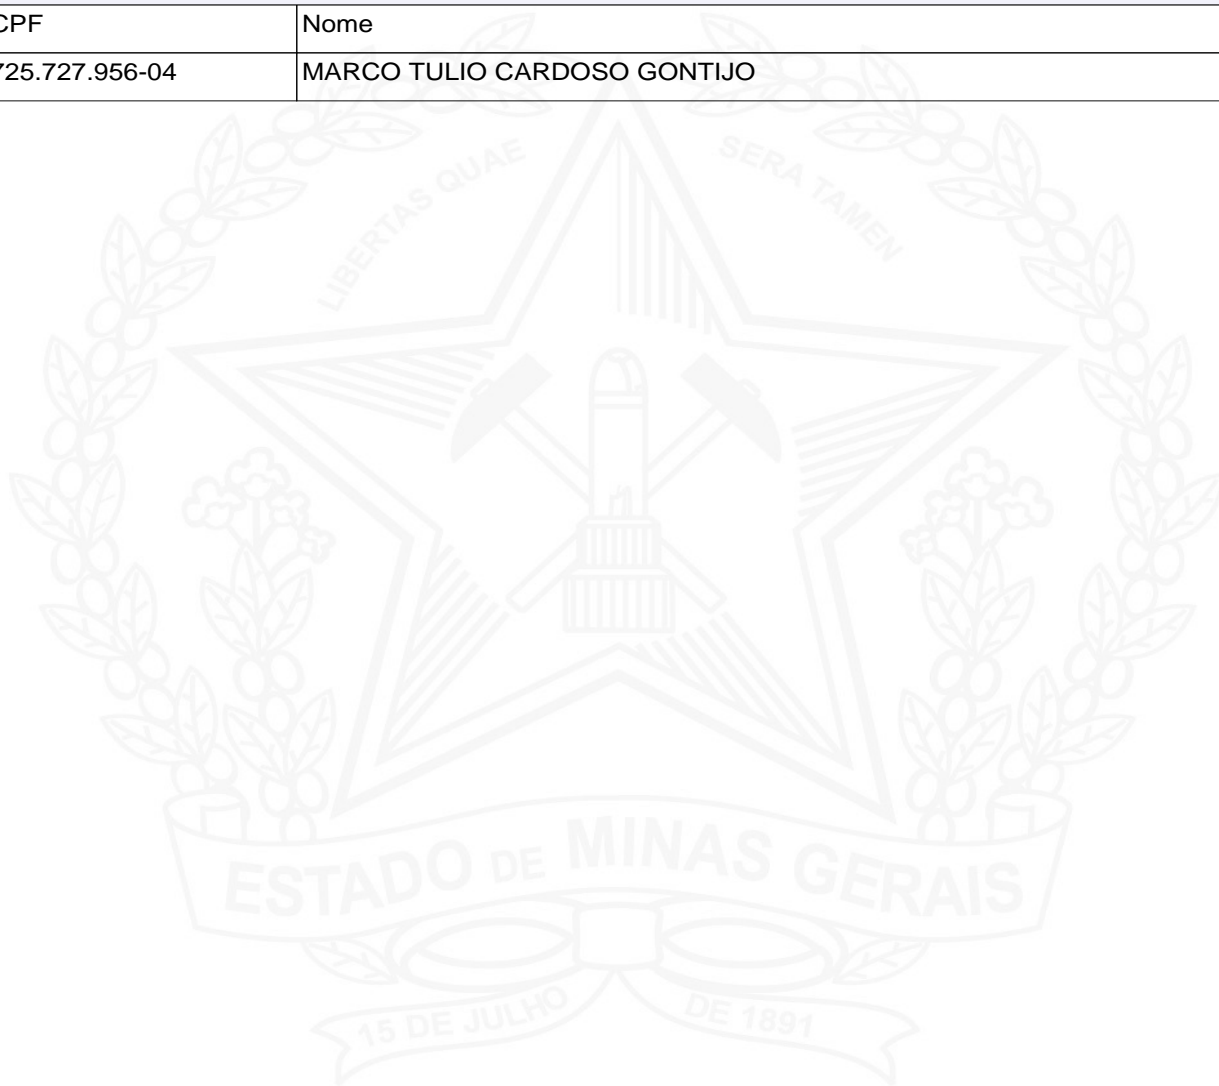 CPF Nome
725.727.956-04 MARCO TULIO CARDOSO GONTIJO
LIBERTAS QUAE SERA TAMEN
ESTADO DE MINAS GERAIS
15 DE JULHO DE 1891